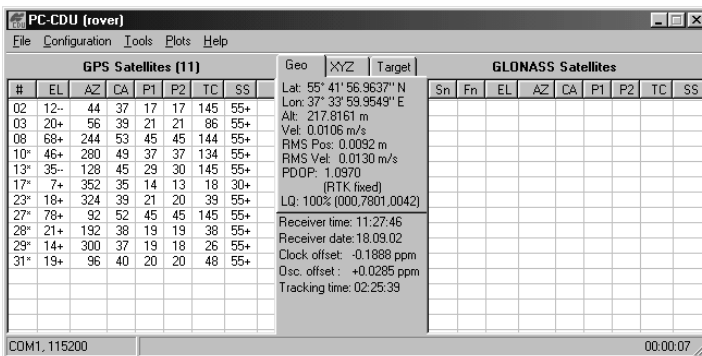 PC-CDU (rover)
File Configuration Tools Plots Help
GPS Satellites (11)
# EL AZ CA P1 P2 TC SS
02 12-- 44 37 17 17 145 55+
03 20+ 56 39 21 21 86 55+
08 68+ 244 53 45 45 144 55+
10* 46+ 280 49 37 37 134 55+
13* 35-- 128 45 29 30 145 55+
17* 7+ 352 35 14 13 18 30+
23* 18+ 324 39 21 20 39 55+
27* 78+ 92 52 45 45 145 55+
28* 21+ 192 38 19 19 38 55+
29* 14+ 300 37 19 18 26 55+
31* 19+ 96 40 20 20 48 55+
Geo XYZ Target
Lat: 55° 41' 56.9637" N
Lon: 37° 33' 59.9549" E
Alt: 217.8161 m
Vel: 0.0106 m/s
RMS Pos: 0.0092 m
RMS Vel: 0.0130 m/s
PDOP: 1.0970
(RTK fixed)
LQ: 100% (000,7801,0042)
Receiver time: 11:27:46
Receiver date: 18.09.02
Clock offset: -0.1888 ppm
Osc. offset : +0.0285 ppm
Tracking time: 02:25:39
GLONASS Satellites
Sn Fn EL AZ CA P1 P2 TC SS
COM1, 115200
00:00:07